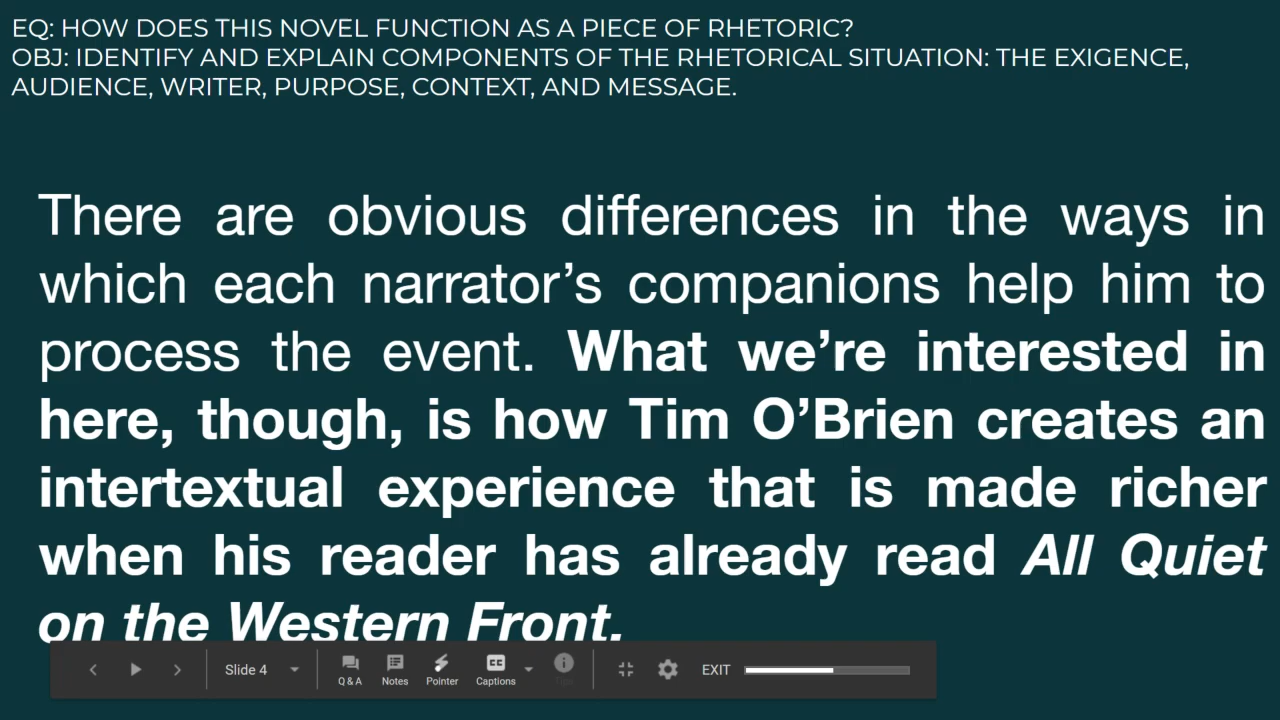 EQ: HOW DOES THIS NOVEL FUNCTION AS A PIECE OF RHETORIC?
OBJ: IDENTIFY AND EXPLAIN COMPONENTS OF THE RHETORICAL SITUATION: THE EXIGENCE,
AUDIENCE, WRITER, PURPOSE, CONTEXT, AND MESSAGE.
There are obvious differences in the ways in
which each narrator’s companions help him to
process the event. What we’re interested in
here, though, is how Tim O’Brien creates an
intertextual experience that is made richer
when his reader has already read All Quiet
on the Western Front.
Slide 4
Q & A
Notes
Pointer
CC
Captions
EXIT